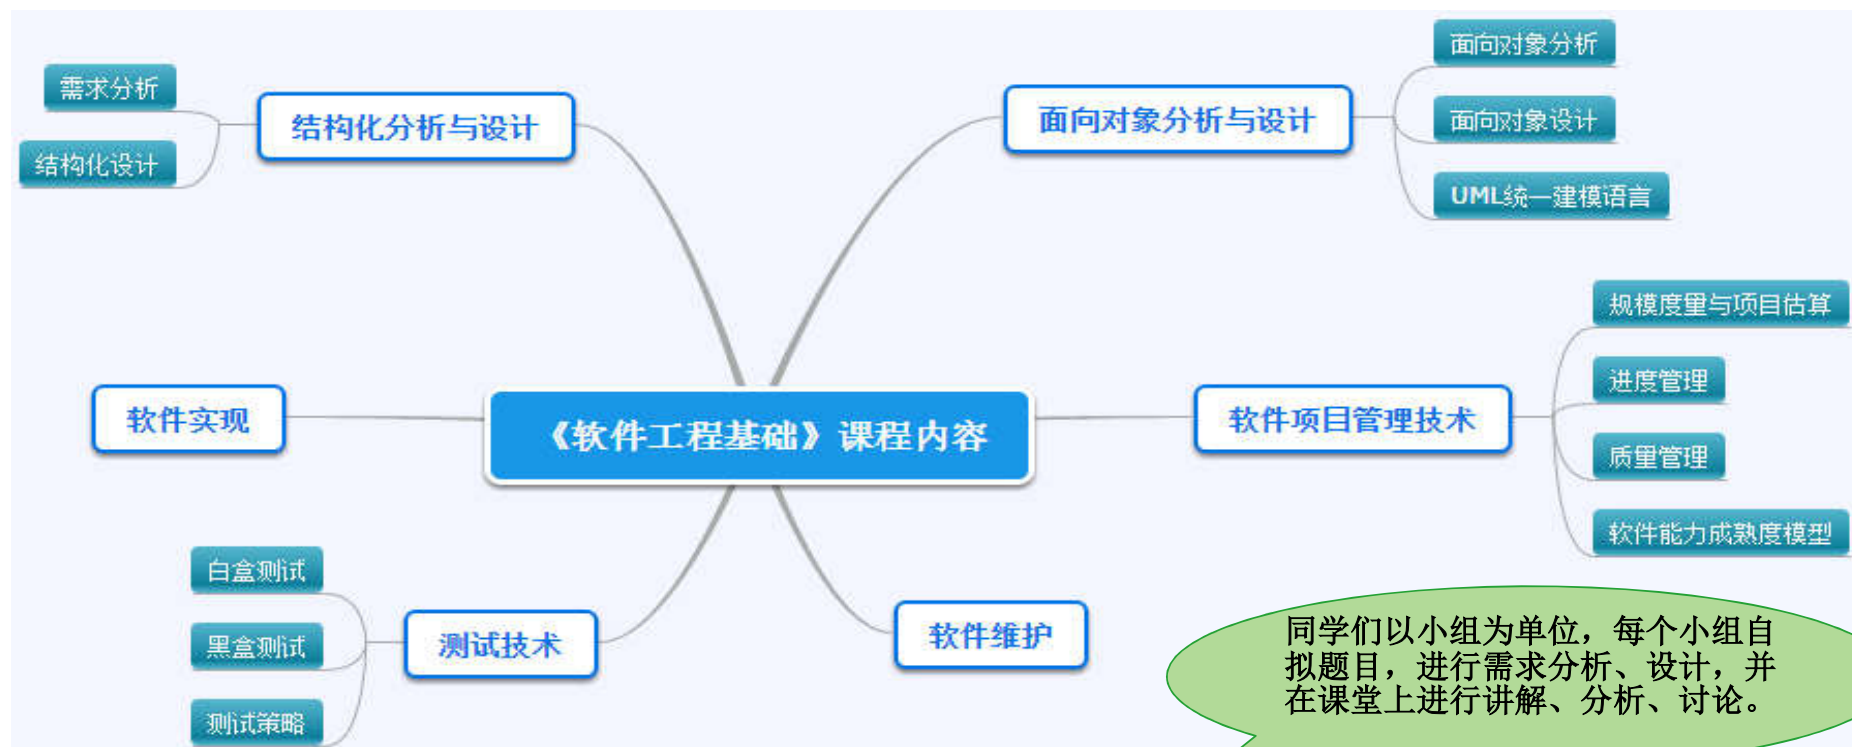 需求分析
结构化设计
结构化分析与设计
面向对象分析与设计
面向对象分析
面向对象设计
UML统一建模语言
软件实现
《软件工程基础》课程内容
软件项目管理技术
规模度量与项目估算
进度管理
质量管理
软件能力成熟度模型
白盒测试
黑盒测试
测试策略
测试技术
软件维护
同学们以小组为单位，每个小组自
拟题目，进行需求分析、设计，并
在课堂上进行讲解、分析、讨论。